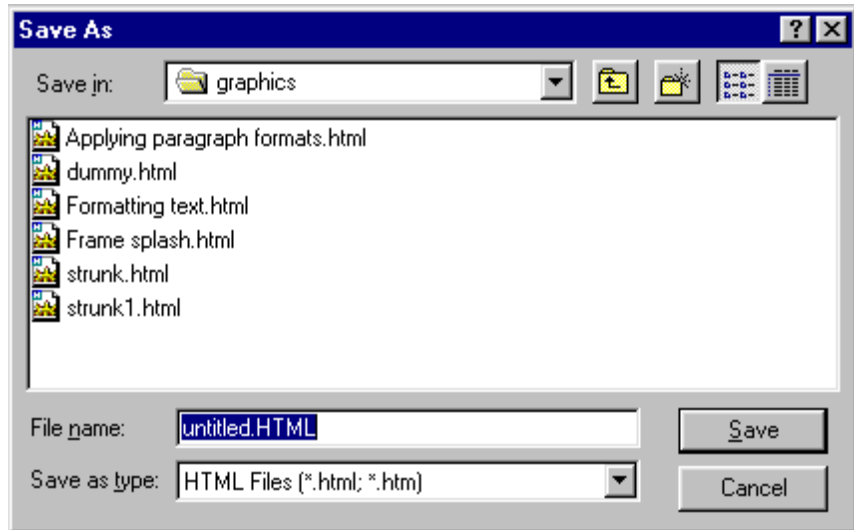 Save As
Save in: graphics
Applying paragraph formats.html
dummy.html
Formatting text.html
Frame splash.html
strunk.html
strunk1.html
File name: untitled.HTML Save
Save as type: HTML Files (*.html; *.htm) Cancel